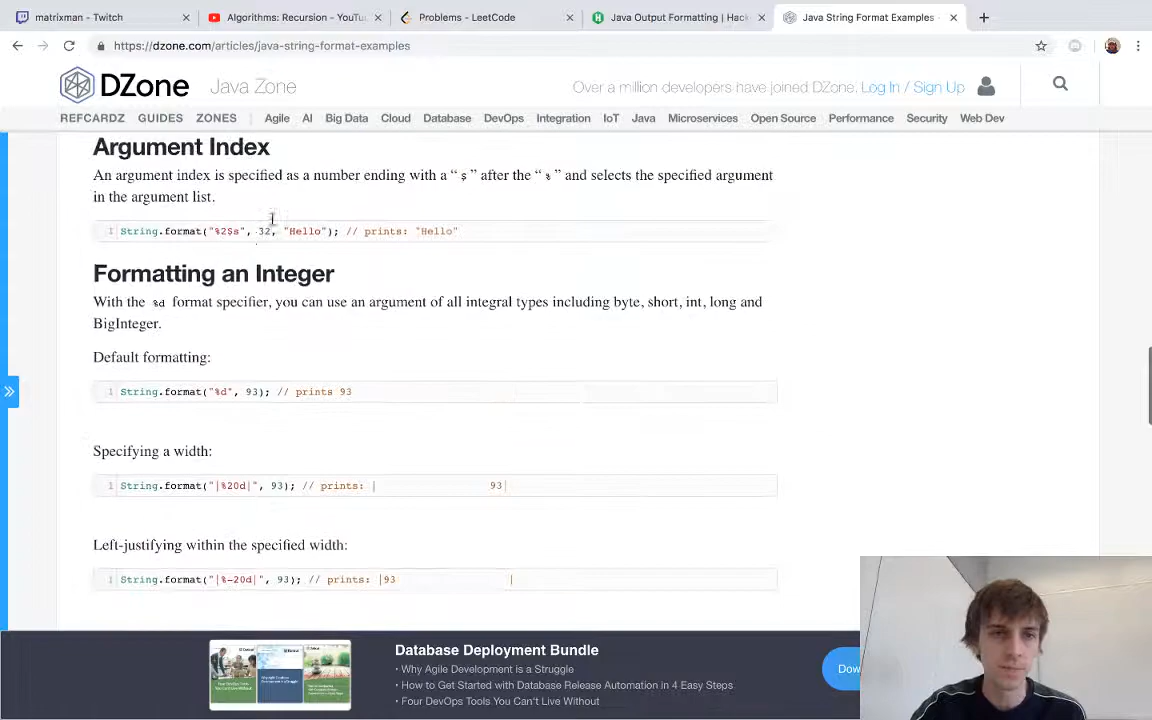 matrixman - Twitch
Algorithms: Recursion - YouTu
Problems - LeetCode
Java Output Formatting | Hack
Java String Format Examples -
https://dzone.com/articles/java-string-format-examples
DZone
Java Zone
Over a million developers have joined DZone. Log In / Sign Up
REFCARDZ GUIDES ZONES Agile AI Big Data Cloud Database DevOps Integration IoT Java Microservices Open Source Performance Security Web Dev
Argument Index
An argument index is specified as a number ending with a “ $ ” after the “ % ” and selects the specified argument
in the argument list.
1 String.format("%2$s", 32, "Hello"); // prints: "Hello"
Formatting an Integer
With the %d format specifier, you can use an argument of all integral types including byte, short, int, long and
BigInteger.
Default formatting:
1 String.format("%d", 93); // prints 93
Specifying a width:
1 String.format("|%20d|", 93); // prints: |                  93|
Left-justifying within the specified width:
1 String.format("|%-20d|", 93); // prints: |93                  |
Database Deployment Bundle
• Why Agile Development is a Struggle
• How to Get Started with Database Release Automation in 4 Easy Steps
• Four DevOps Tools You Can't Live Without
Dow